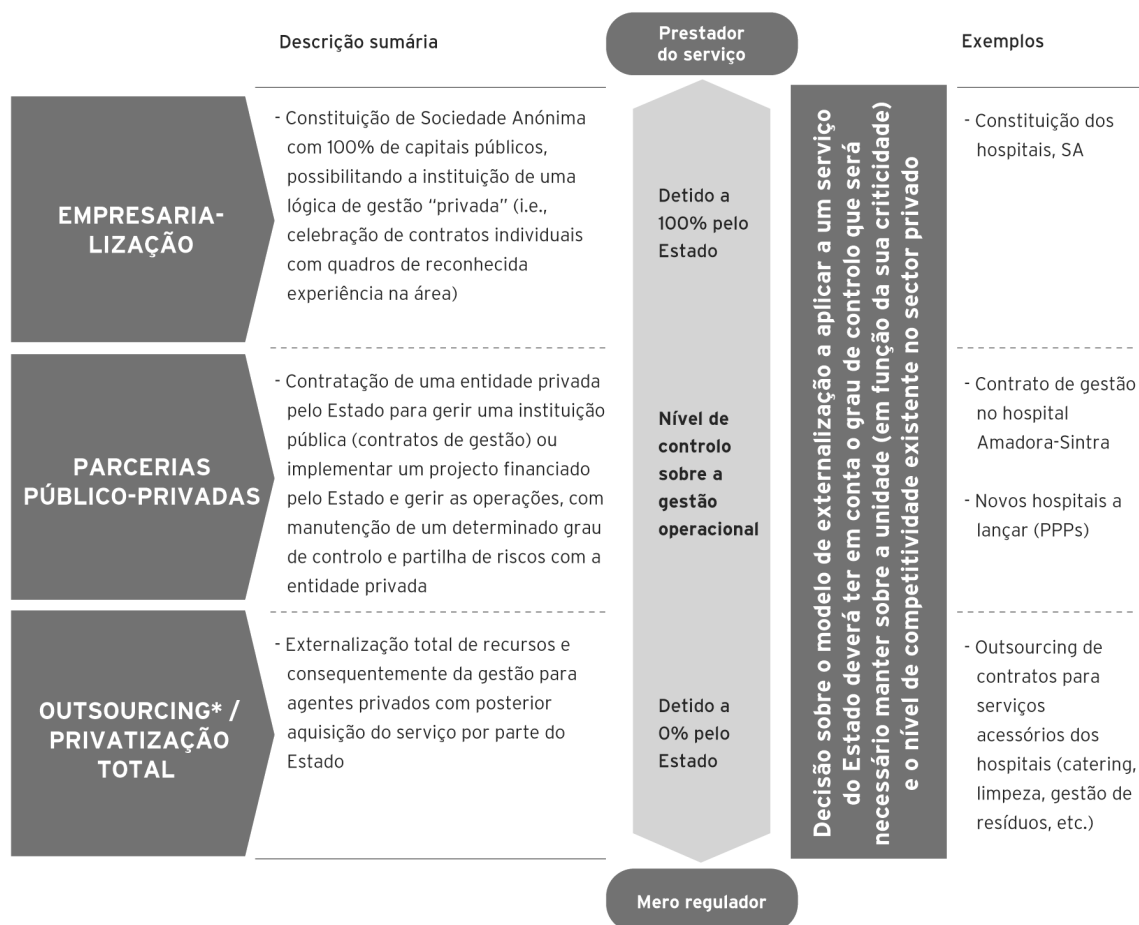 Descrição sumária
Prestador
do serviço
Exemplos
EMPRESARIA-
LIZAÇÃO
- Constituição de Sociedade Anónima
com 100% de capitais públicos,
possibilitando a instituição de uma
lógica de gestão “privada” (i.e.,
celebração de contratos individuais
com quadros de reconhecida
experiência na área)
Detido a
100% pelo
Estado
- Constituição dos
hospitais, SA
PARCERIAS
PÚBLICO-PRIVADAS
- Contratação de uma entidade privada
pelo Estado para gerir uma instituição
pública (contratos de gestão) ou
implementar um projecto financiado
pelo Estado e gerir as operações, com
manutenção de um determinado grau
de controlo e partilha de riscos com a
entidade privada
Nível de
controlo
sobre a
gestão
operacional
- Contrato de gestão
no hospital
Amadora-Sintra
- Novos hospitais a
lançar (PPPs)
OUTSOURCING* /
PRIVATIZAÇÃO
TOTAL
- Externalização total de recursos e
consequentemente da gestão para
agentes privados com posterior
aquisição do serviço por parte do
Estado
Detido a
0% pelo
Estado
- Outsourcing de
contratos para
serviços
acessórios dos
hospitais (catering,
limpeza, gestão de
resíduos, etc.)
Decisão sobre o modelo de externalização a aplicar a um serviço
do Estado deverá ter em conta o grau de controlo que será
necessário manter sobre a unidade (em função da sua criticidade)
e o nível de competitividade existente no sector privado
Mero regulador